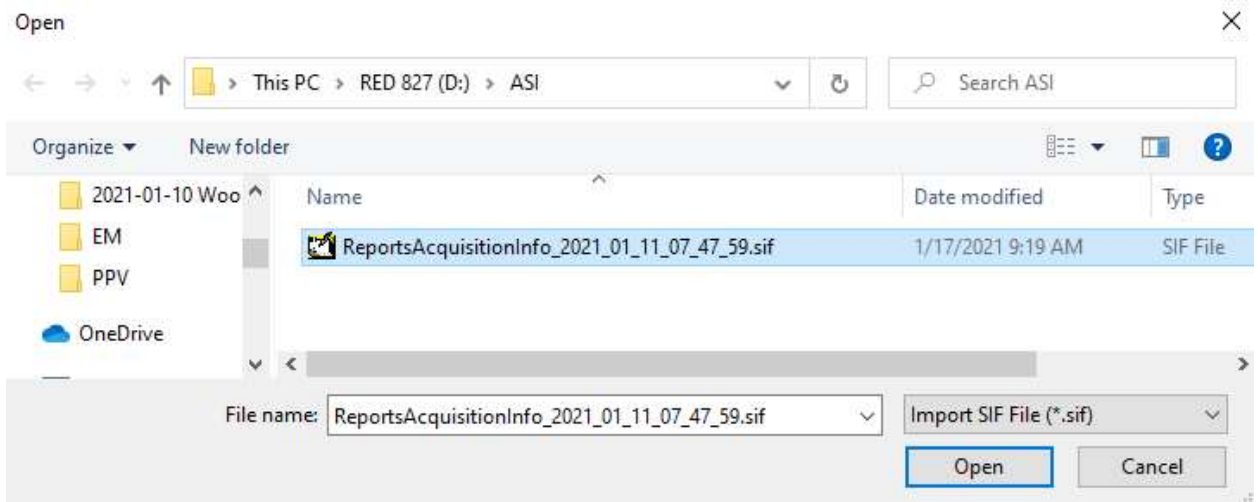 Open
This PC > RED 827 (D:) > ASI
Search ASI
Organize
New folder
2021-01-10 Woo
EM
PPV
OneDrive
Name
Date modified
Type
ReportsAcquisitionInfo_2021_01_11_07_47_59.sif
1/17/2021 9:19 AM
SIF File
File name:
ReportsAcquisitionInfo_2021_01_11_07_47_59.sif
Import SIF File (*.sif)
Open
Cancel